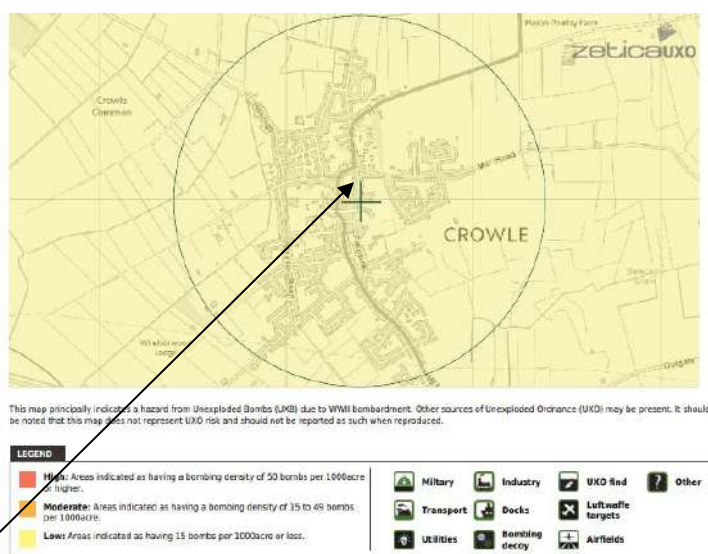 zeticauxo
Crowle
Common
Mill Road
CROWLE
This map principally indicates a hazard from Unexploded Bombs (UXB) due to WWII bombardment. Other sources of Unexploded Ordnance (UXO) may be present. It should
be noted that this map does not represent UXO risk and should not be reported as such when reproduced.
LEGEND
High: Areas indicated as having a bombing density of 50 bombs per 1000acre
or higher.
Moderate: Areas indicated as having a bombing density of 15 to 49 bombs
per 1000acre.
Low: Areas indicated as having 15 bombs per 1000acre or less.
Military
Industry
UXO find
Other
Transport
Docks
Luftwaffe
targets
Utilities
Bombing
decoy
Airfields